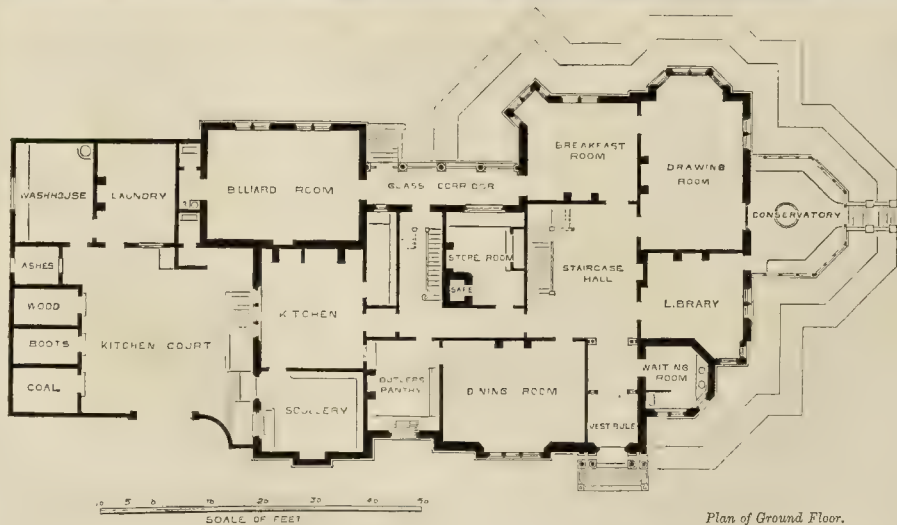 BREAKFAST
ROOM
DRAWING
ROOM
WASHHOUSE
LAUNDRY
BILLIARD ROOM
GLASS CORRIDOR
CONSERVATORY
STORE ROOM
SAFE
STAIRCASE
HALL
ASHES
WOOD
LIBRARY
KITCHEN
BOOTS
KITCHEN COURT
WAITING
ROOM
COAL
SCULLERY
BUTLERS
PANTRY
DINING ROOM
VESTIBULE
10 5 0 10 20 30 40 50
SCALE OF FEET
Plan of Ground Floor.